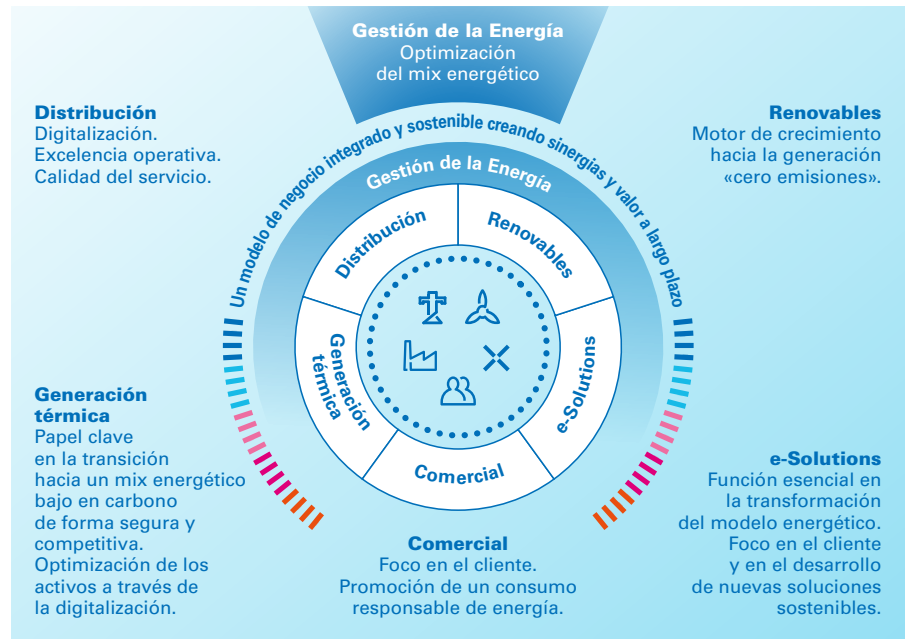 Gestión de la Energía
Optimización
del mix energético
Distribución
Digitalización.
Excelencia operativa.
Calidad del servicio.
Renovables
Motor de crecimiento
hacia la generación
«cero emisiones».
Un modelo de negocio integrado y sostenible creando sinergias y valor a largo plazo
Gestión de la Energía
Distribución
Renovables
Generación
térmica
e-Solutions
Comercial
Generación
térmica
Papel clave
en la transición
hacia un mix energético
bajo en carbono
de forma segura y
competitiva.
Optimización de los
activos a través de
la digitalización.
Comercial
Foco en el cliente.
Promoción de un consumo
responsable de energía.
e-Solutions
Función esencial en
la transformación
del modelo energético.
Foco en el cliente
y en el desarrollo
de nuevas soluciones
sostenibles.